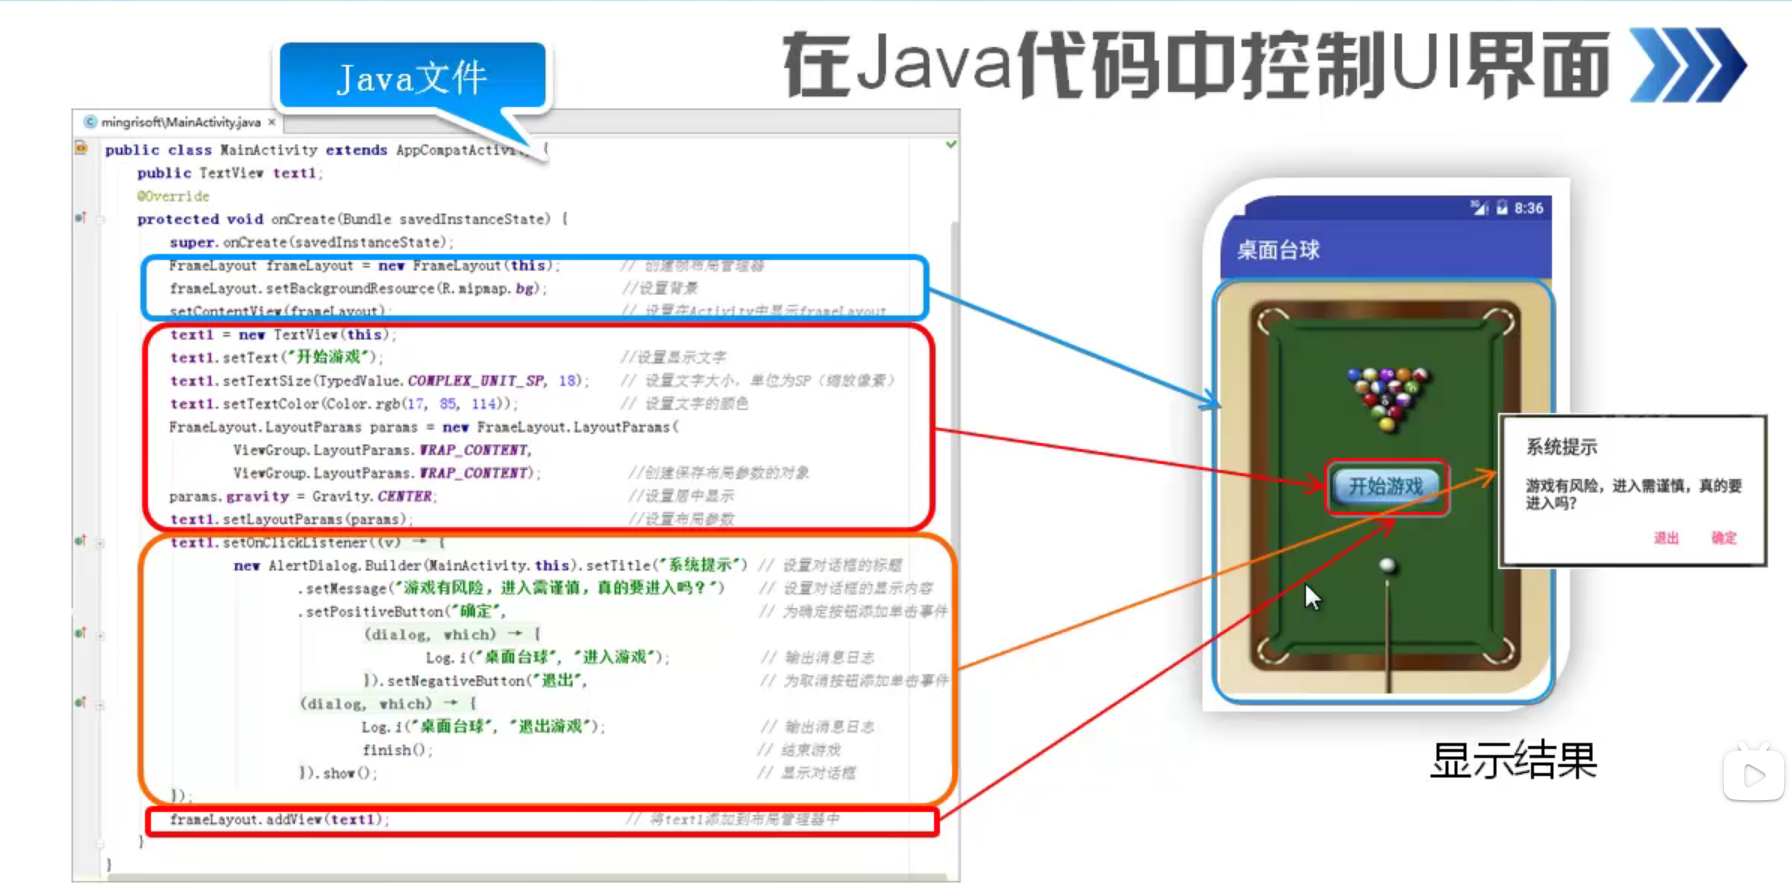 在Java代码中控制UI界面
Java文件
mingrisoft\MainActivity.java ×
public class MainActivity extends AppCompatActivity {
public TextView text1;
@Override
protected void onCreate(Bundle savedInstanceState) {
super.onCreate(savedInstanceState);
FrameLayout frameLayout = new FrameLayout(this); // 创建帧布局管理器
frameLayout.setBackgroundResource(R.mipmap.bg); //设置背景
setContentView(frameLayout); // 设置在Activity中显示frameLayout
text1 = new TextView(this);
text1.setText("开始游戏"); //设置显示文字
text1.setTextSize(TypedValue.COMPLEX_UNIT_SP, 18); // 设置文字大小，单位为SP（缩放像素）
text1.setTextColor(Color.rgb(17, 85, 114)); // 设置文字的颜色
FrameLayout.LayoutParams params = new FrameLayout.LayoutParams(
ViewGroup.LayoutParams.WRAP_CONTENT,
ViewGroup.LayoutParams.WRAP_CONTENT); //创建保存布局参数的对象
params.gravity = Gravity.CENTER; //设置居中显示
text1.setLayoutParams(params); //设置布局参数
text1.setOnClickListener((v) → {
new AlertDialog.Builder(MainActivity.this).setTitle("系统提示") // 设置对话框的标题
.setMessage("游戏有风险，进入需谨慎，真的要进入吗？") // 设置对话框的显示内容
.setPositiveButton("确定", // 为确定按钮添加单击事件
(dialog, which) → {
Log.i("桌面台球", "进入游戏"); // 输出消息日志
}).setNegativeButton("退出", // 为取消按钮添加单击事件
(dialog, which) → {
Log.i("桌面台球", "退出游戏"); // 输出消息日志
finish(); // 结束游戏
}).show(); // 显示对话框
});
frameLayout.addView(text1); // 将text1添加到布局管理器中
}
}
3G 8:36
桌面台球
开始游戏
系统提示
游戏有风险，进入需谨慎，真的要
进入吗？
退出 确定
显示结果